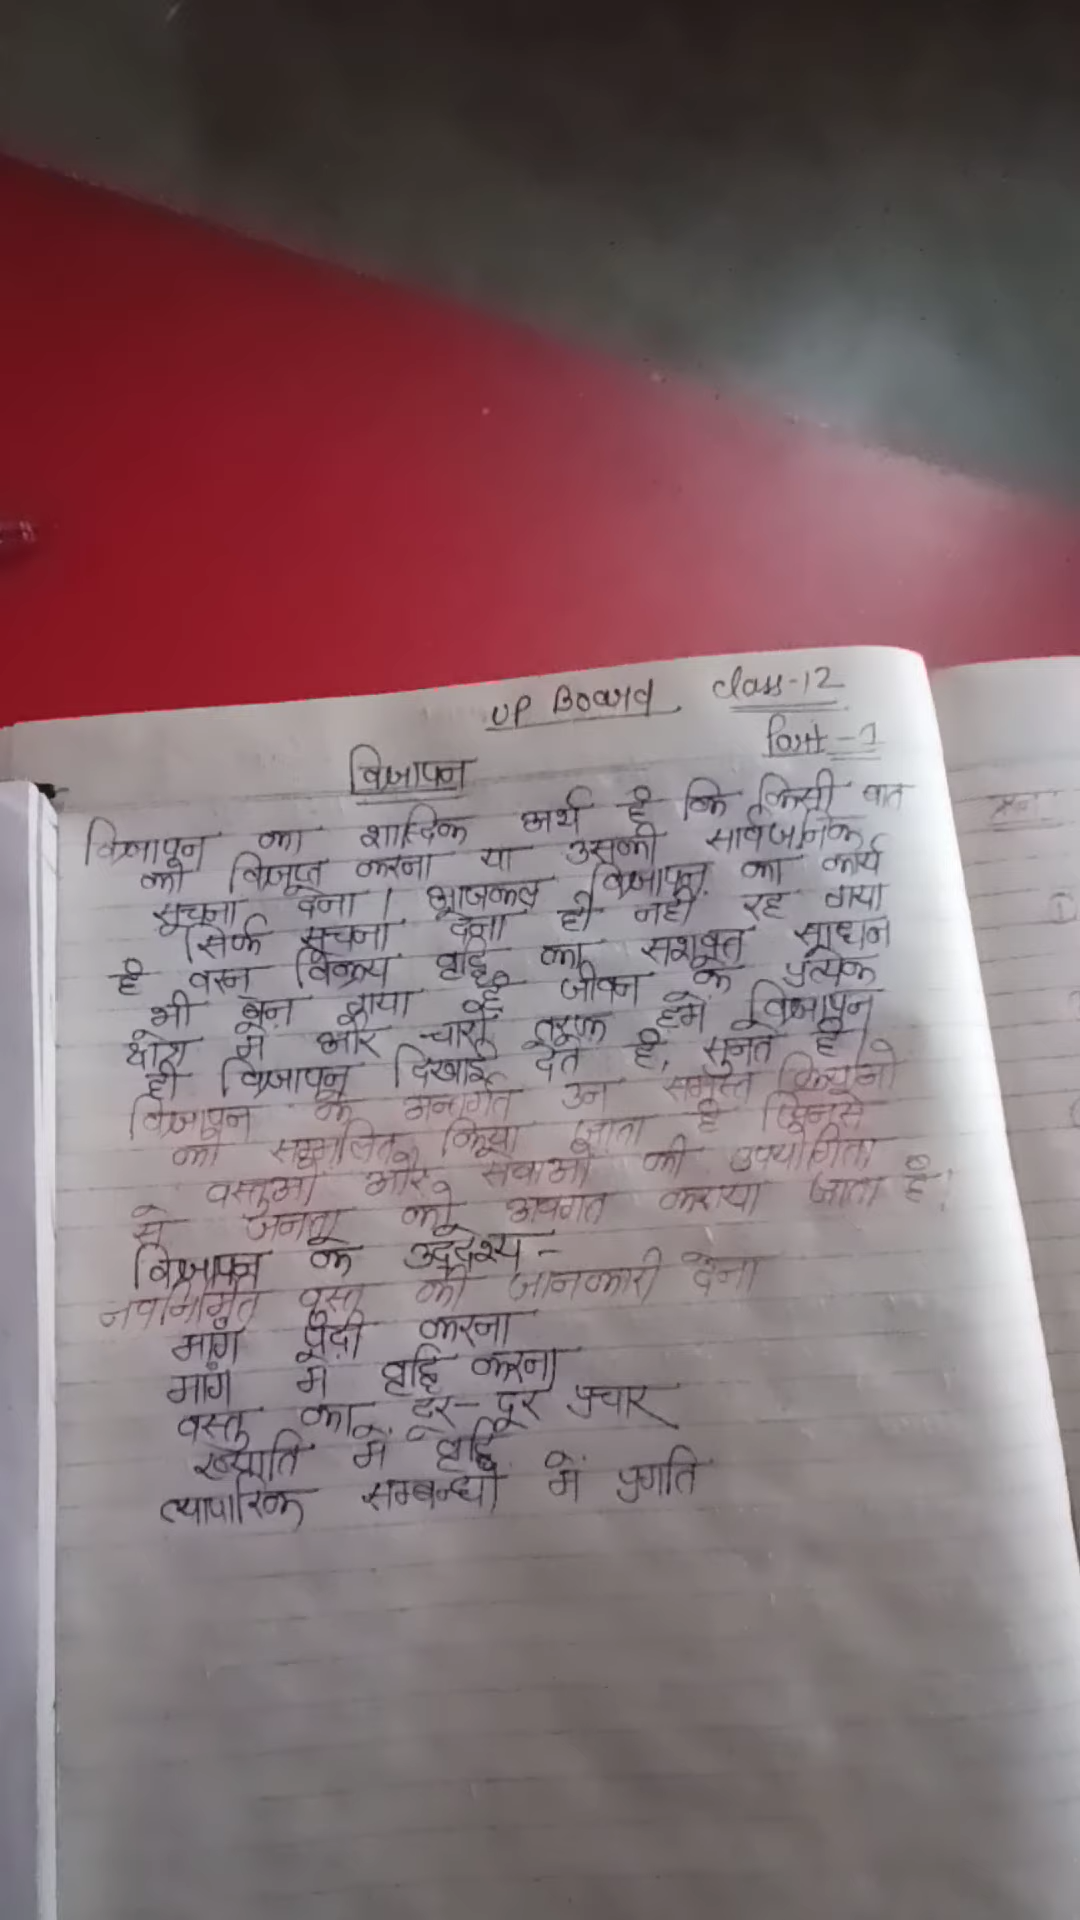 UP Board Class-12
Part-1
विज्ञापन
विज्ञापन का शाब्दिक अर्थ है कि किसी बात
को विज्ञप्त करना या उसकी सार्वजनिक
सूचना देना। आजकल विज्ञापन का कार्य
सिर्फ सूचना देना ही नहीं रह गया
है वरन विक्रय वृद्धि का सशक्त साधन
भी बन गया है जीवन के प्रत्येक
क्षेत्र में और चारों तरफ हमें विज्ञापन
ही विज्ञापन दिखाई देते है, सुनते है।
विज्ञापन के अन्तर्गत उन समस्त क्रियाओ
को सम्मलित किया जाता है जिनसे
वस्तुओ और सेवाओ की उपयोगिता
से जनता को अवगत कराया जाता है।
विज्ञापन के उद्देश्य -
नवनिर्मित वस्तु की जानकारी देना
मांग करना
मांग में वृद्धि करना
वस्तु का दूर-दूर प्रचार
ख्याति में वृद्धि
व्यापारिक सम्बन्धो में प्रगति